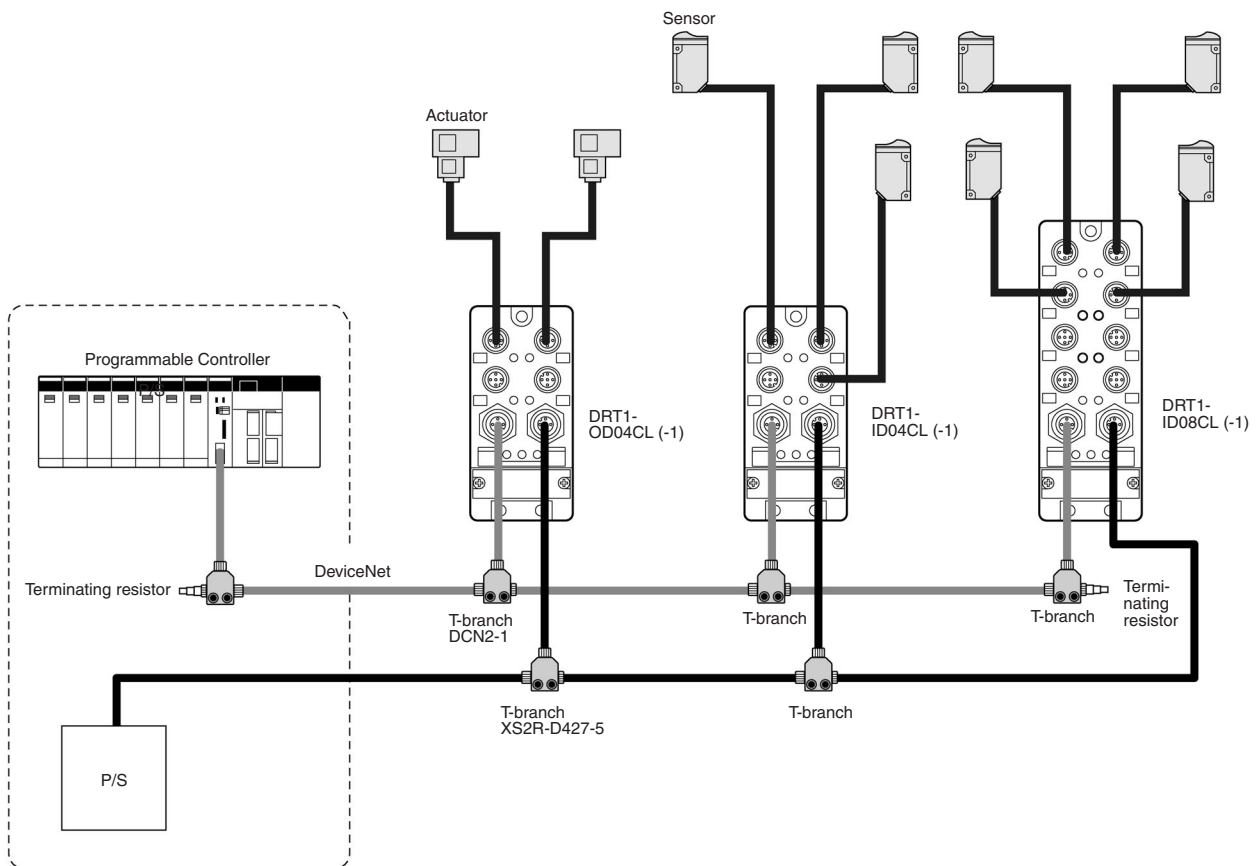 Sensor
Actuator
Programmable Controller
P/S
DRT1-
OD04CL (-1)
DRT1-
ID04CL (-1)
DRT1-
ID08CL (-1)
DeviceNet
Terminating resistor
Termi-
nating
resistor
T-branch
DCN2-1
T-branch
T-branch
T-branch
XS2R-D427-5
T-branch
P/S